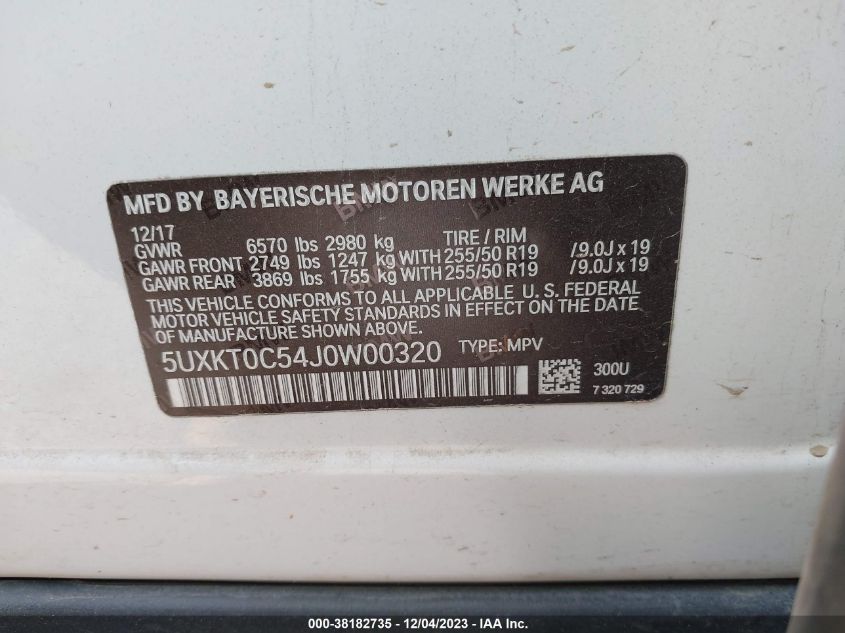 MFD BY BAYERISCHE MOTOREN WERKE AG
12/17
GVWR 6570 lbs 2980 kg TIRE / RIM
GAWR FRONT 2749 lbs 1247 kg WITH 255/50 R19 /9.0J x 19
GAWR REAR 3869 lbs 1755 kg WITH 255/50 R19 /9.0J x 19
THIS VEHICLE CONFORMS TO ALL APPLICABLE U. S. FEDERAL
MOTOR VEHICLE SAFETY STANDARDS IN EFFECT ON THE DATE
OF MANUFACTURE SHOWN ABOVE.
5UXKT0C54J0W00320 TYPE: MPV
300U
7 320 729
000-38182735 - 12/04/2023 - IAA Inc.